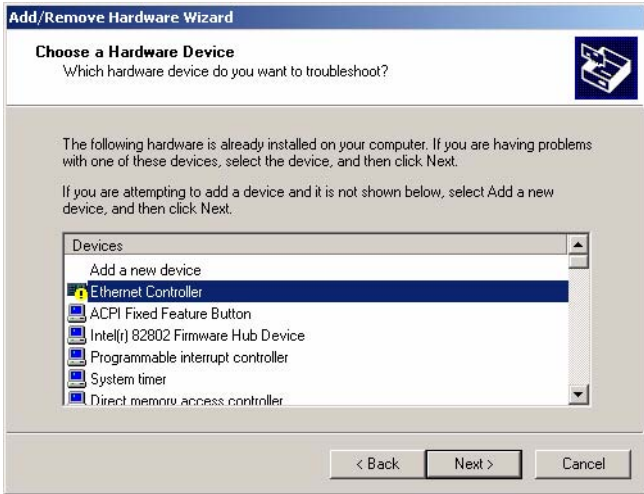 Add/Remove Hardware Wizard
Choose a Hardware Device
Which hardware device do you want to troubleshoot?
The following hardware is already installed on your computer. If you are having problems
with one of these devices, select the device, and then click Next.
If you are attempting to add a device and it is not shown below, select Add a new
device, and then click Next.
Devices
Add a new device
Ethernet Controller
ACPI Fixed Feature Button
Intel(r) 82802 Firmware Hub Device
Programmable interrupt controller
System timer
Direct memory access controller
< Back Next > Cancel